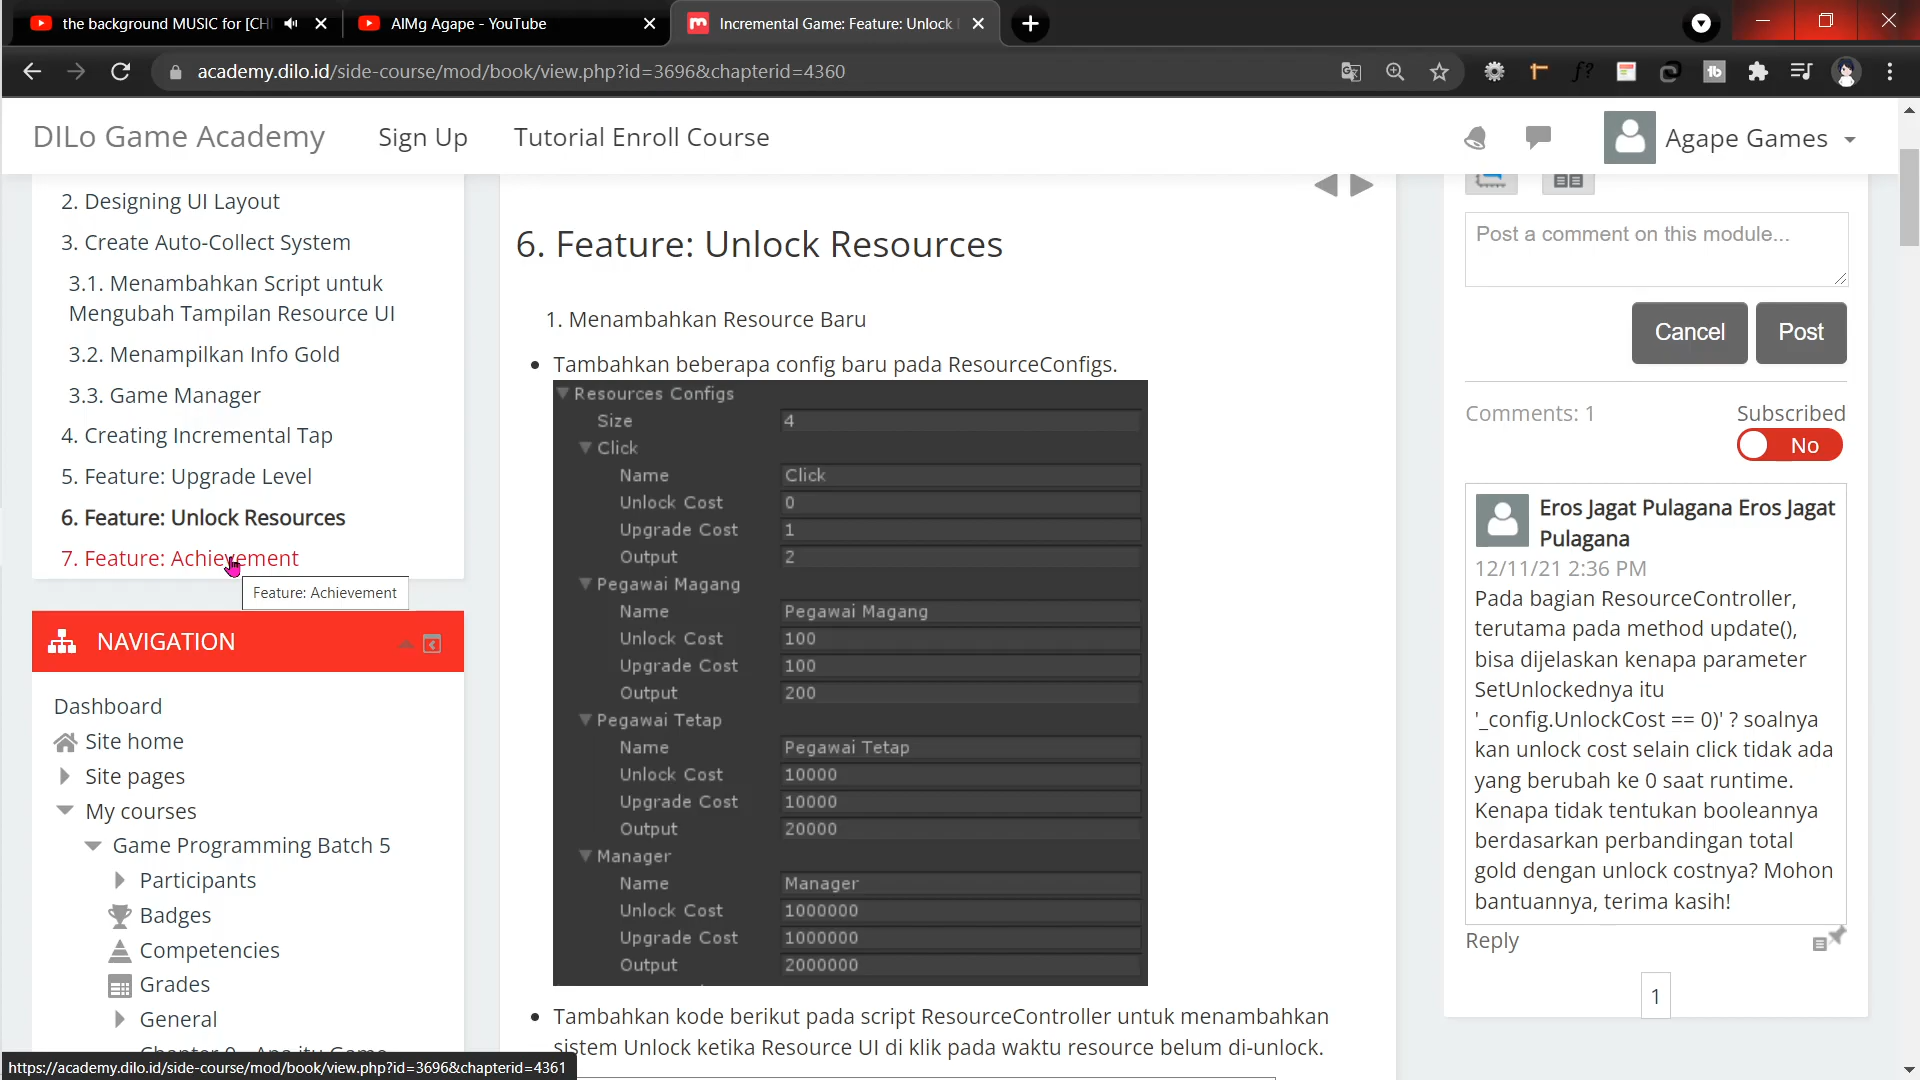 the background MUSIC for [CH
AIMg Agape - YouTube
Incremental Game: Feature: Unlock
academy.dilo.id/side-course/mod/book/view.php?id=3696&chapterid=4360
DILo Game Academy
Sign Up
Tutorial Enroll Course
Agape Games
2. Designing UI Layout
3. Create Auto-Collect System
3.1. Menambahkan Script untuk
Mengubah Tampilan Resource UI
3.2. Menampilkan Info Gold
3.3. Game Manager
4. Creating Incremental Tap
5. Feature: Upgrade Level
6. Feature: Unlock Resources
7. Feature: Achievement
Feature: Achievement
NAVIGATION
Dashboard
Site home
Site pages
My courses
Game Programming Batch 5
Participants
Badges
Competencies
Grades
General
https://academy.dilo.id/side-course/mod/book/view.php?id=3696&chapterid=4361
6. Feature: Unlock Resources
1. Menambahkan Resource Baru
• Tambahkan beberapa config baru pada ResourceConfigs.
Resources Configs
Size 4
Click
Name Click
Unlock Cost 0
Upgrade Cost 1
Output 2
Pegawai Magang
Name Pegawai Magang
Unlock Cost 100
Upgrade Cost 100
Output 200
Pegawai Tetap
Name Pegawai Tetap
Unlock Cost 10000
Upgrade Cost 10000
Output 20000
Manager
Name Manager
Unlock Cost 1000000
Upgrade Cost 1000000
Output 2000000
• Tambahkan kode berikut pada script ResourceController untuk menambahkan
sistem Unlock ketika Resource UI di klik pada waktu resource belum di-unlock.
Post a comment on this module...
Cancel
Post
Comments: 1
Subscribed
No
Eros Jagat Pulagana Eros Jagat
Pulagana
12/11/21 2:36 PM
Pada bagian ResourceController,
terutama pada method update(),
bisa dijelaskan kenapa parameter
SetUnlockednya itu
'_config.UnlockCost == 0)' ? soalnya
kan unlock cost selain click tidak ada
yang berubah ke 0 saat runtime.
Kenapa tidak tentukan booleannya
berdasarkan perbandingan total
gold dengan unlock costnya? Mohon
bantuannya, terima kasih!
Reply
1